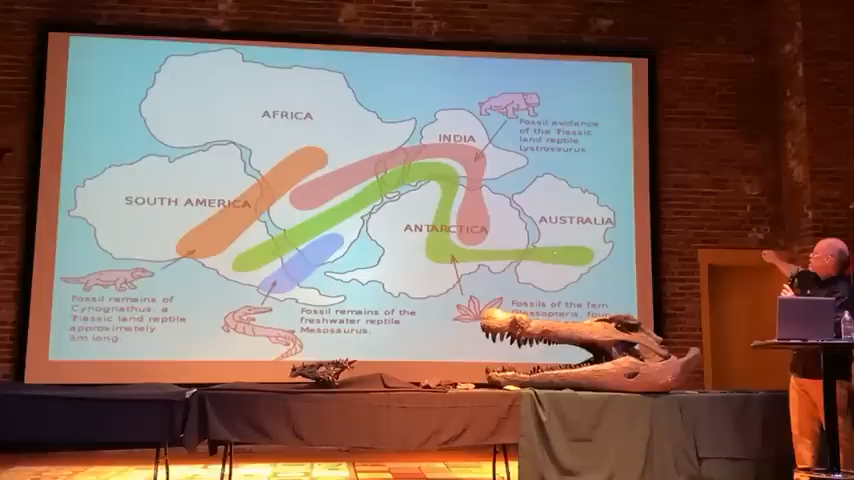 AFRICA
INDIA
Fossil evidence
of the Triassic
land reptile
Lystrosaurus.
SOUTH AMERICA
ANTARCTICA
AUSTRALIA
Fossil remains of
Cynognathus, a
Triassic land reptile
approximately
3m long.
Fossil remains of the
freshwater reptile
Mesosaurus.
Fossils of the fern
Glossopteris, found